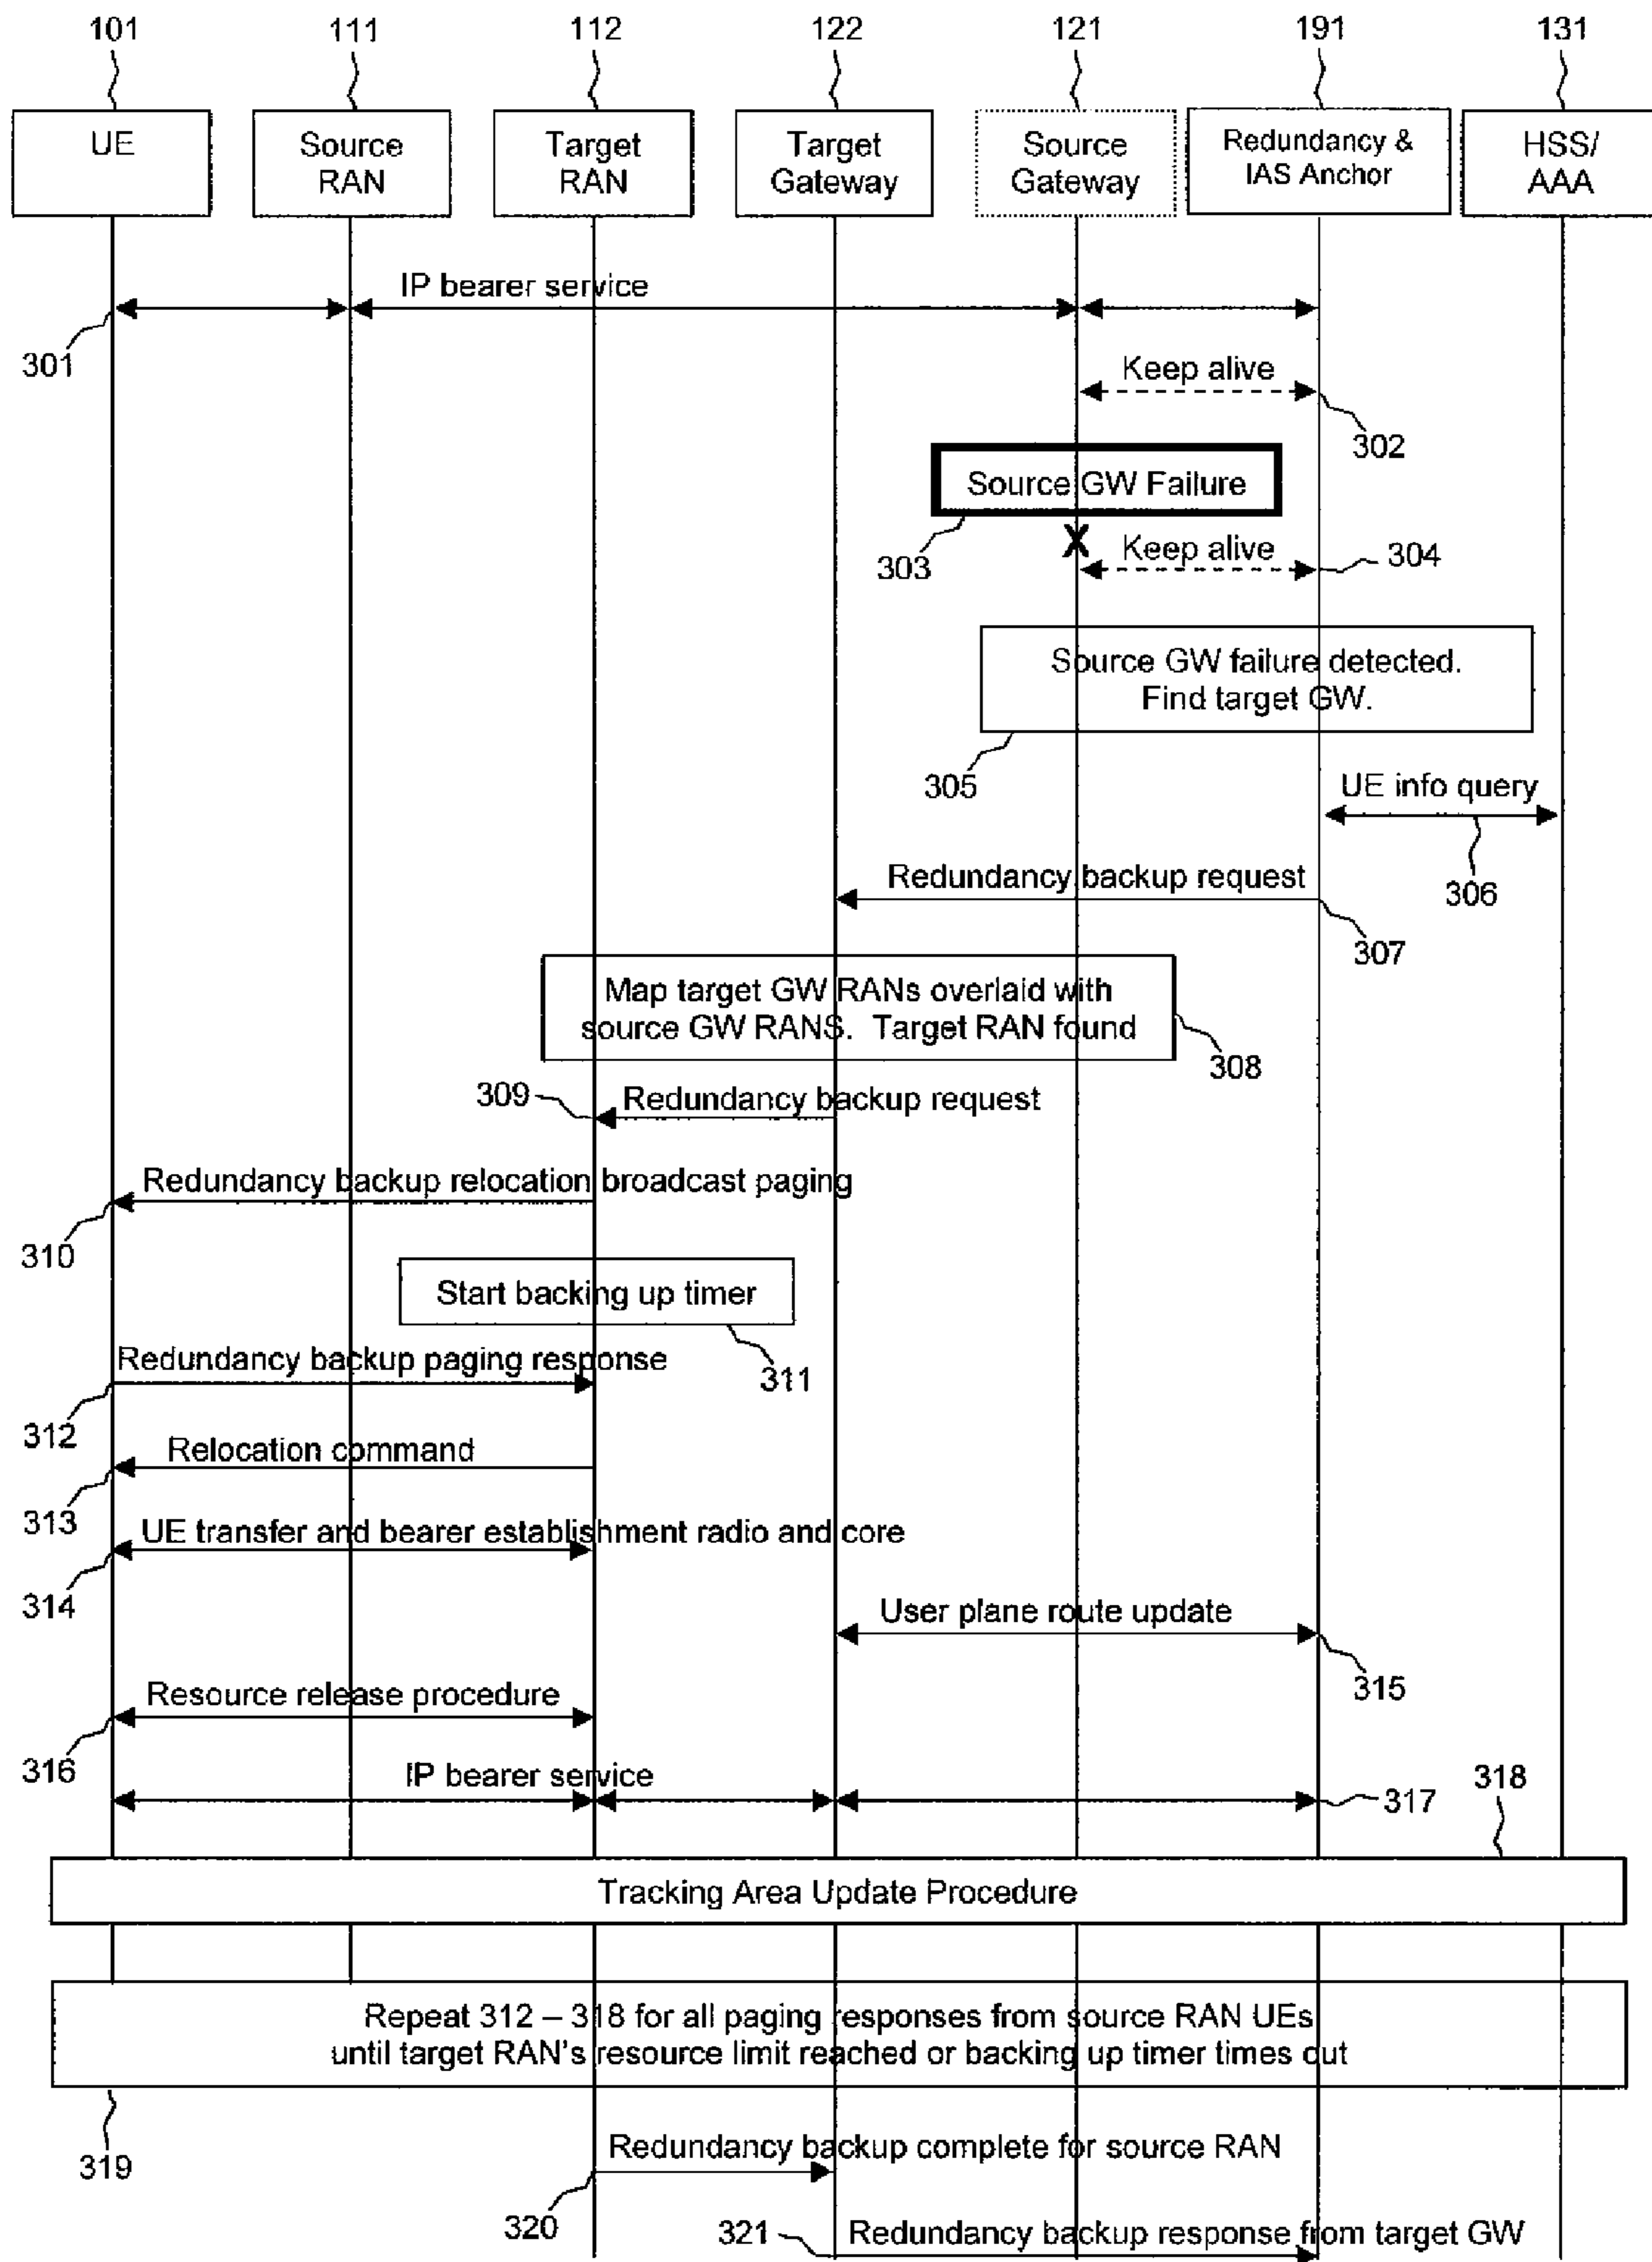 101
111
112
122
121
191
131
UE
Source
RAN
Target
RAN
Target
Gateway
Source
Gateway
Redundancy &
IAS Anchor
HSS/
AAA
IP bearer service
301
Keep alive
302
Source GW Failure
303
X
Keep alive
304
Source GW failure detected.
Find target GW.
305
UE info query
306
Redundancy backup request
307
Map target GW RANs overlaid with
source GW RANS. Target RAN found
308
309
Redundancy backup request
Redundancy backup relocation broadcast paging
310
Start backing up timer
311
Redundancy backup paging response
312
Relocation command
313
UE transfer and bearer establishment radio and core
314
User plane route update
315
Resource release procedure
316
IP bearer service
317
318
Tracking Area Update Procedure
Repeat 312 – 318 for all paging responses from source RAN UEs
until target RAN's resource limit reached or backing up timer times out
319
Redundancy backup complete for source RAN
320
321
Redundancy backup response from target GW